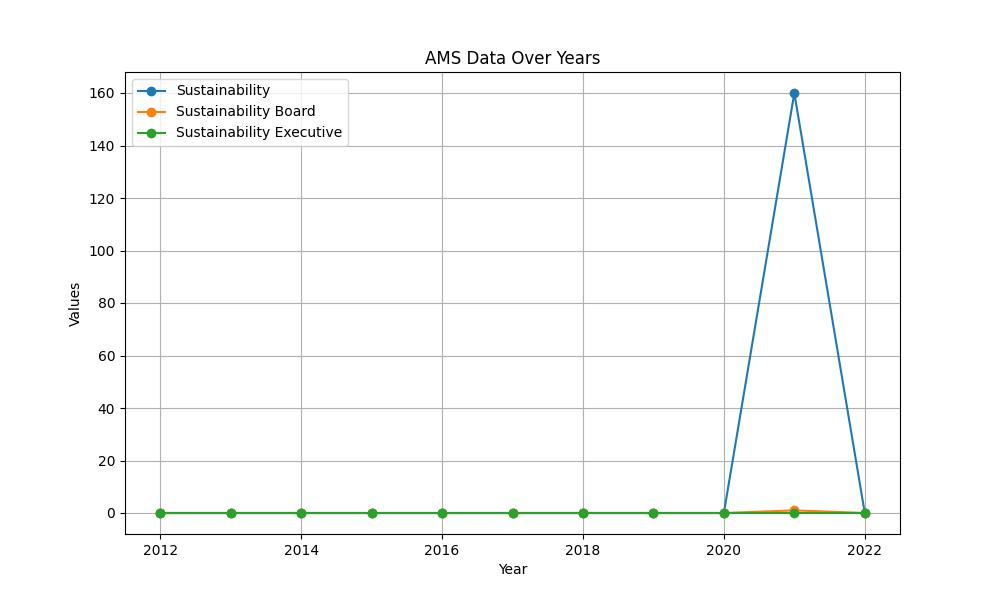 AMS Data Over Years
Sustainability
Sustainability Board
Sustainability Executive
160
140
120
100
80
60
40
20
0
Values
2012 2014 2016 2018 2020 2022
Year